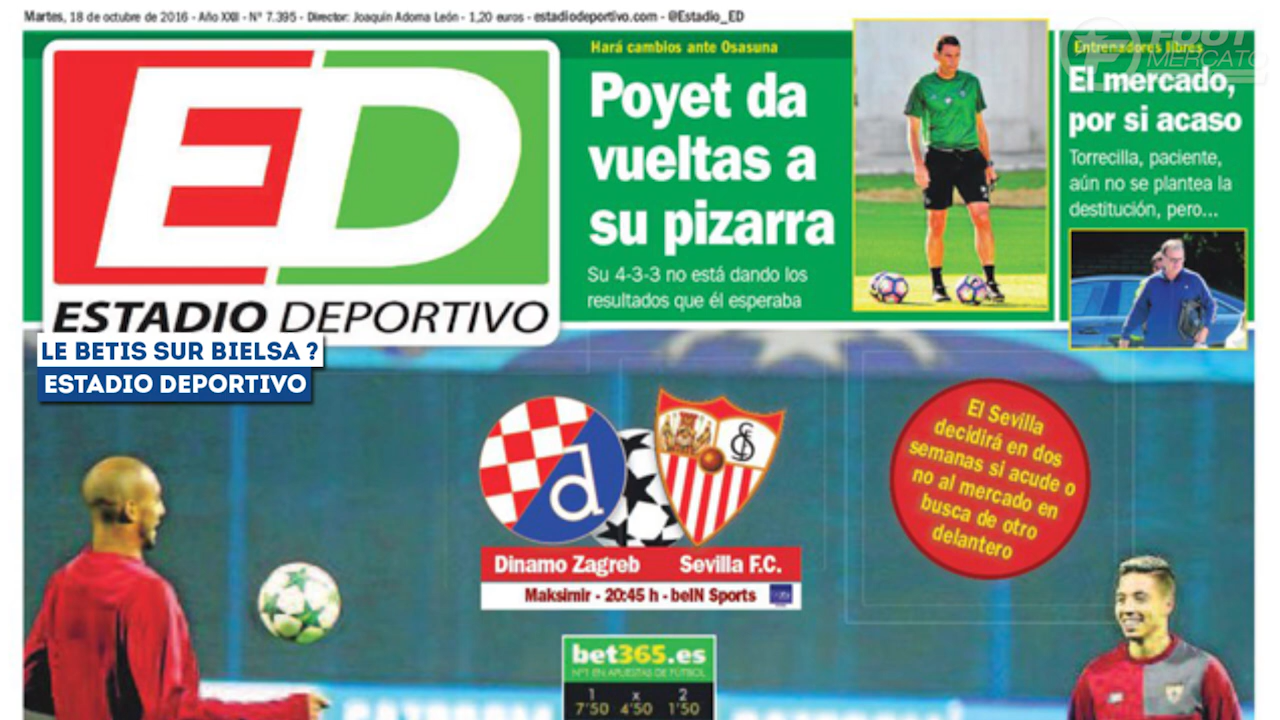 Martes, 18 de octubre de 2016 - Año XXII - Nº 7.395 - Director: Joaquín Adorna León - 1,20 euros - estadiodeportivo.com - @Estadio_ED
ED
ESTADIO DEPORTIVO
LE BETIS SUR BIELSA ?
ESTADIO DEPORTIVO
Hará cambios ante Osasuna
Poyet da
vueltas a
su pizarra
Su 4-3-3 no está dando los
resultados que él esperaba
FOOT
MERCATO
Entrenadores libres
El mercado,
por si acaso
Torrecilla, paciente,
aún no se plantea la
destitución, pero...
El Sevilla
decidirá en dos
semanas si acude o
no al mercado en
busca de otro
delantero
Dinamo Zagreb Sevilla F.C.
Maksimir - 20:45 h - beIN Sports
bet365.es
Nº1 EN APUESTAS DE FÚTBOL
1 x 2
7'50 4'50 1'50